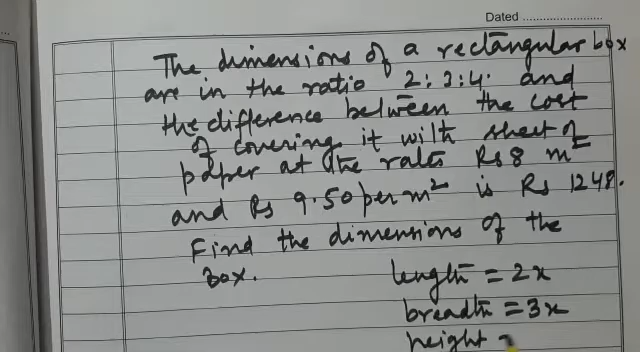 Dated
The dimensions of a rectangular box
are in the ratio 2:3:4. and
the difference between the cost
of covering it with sheet of
paper at the rates Rs 8 m²
and Rs 9.50 per m² is Rs 1248.
Find the dimensions of the
box.
length = 2x
breadth = 3x
height =